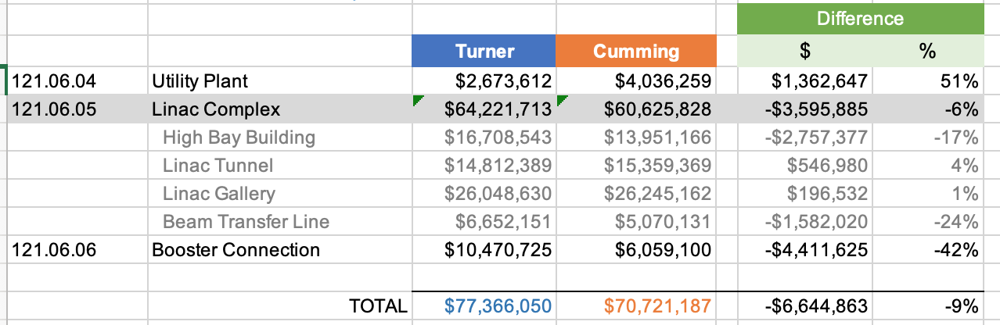 Difference
Turner Cumming $ %
121.06.04 Utility Plant $2,673,612 $4,036,259 $1,362,647 51%
121.06.05 Linac Complex $64,221,713 $60,625,828 -$3,595,885 -6%
High Bay Building $16,708,543 $13,951,166 -$2,757,377 -17%
Linac Tunnel $14,812,389 $15,359,369 $546,980 4%
Linac Gallery $26,048,630 $26,245,162 $196,532 1%
Beam Transfer Line $6,652,151 $5,070,131 -$1,582,020 -24%
121.06.06 Booster Connection $10,470,725 $6,059,100 -$4,411,625 -42%
TOTAL $77,366,050 $70,721,187 -$6,644,863 -9%